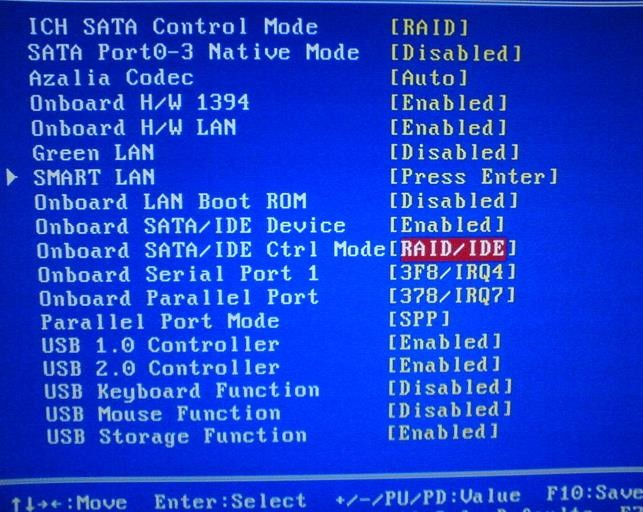 ICH SATA Control Mode [RAID]
SATA Port0-3 Native Mode [Disabled]
Azalia Codec [Auto]
Onboard H/W 1394 [Enabled]
Onboard H/W LAN [Enabled]
Green LAN [Disabled]
SMART LAN [Press Enter]
Onboard LAN Boot ROM [Disabled]
Onboard SATA/IDE Device [Enabled]
Onboard SATA/IDE Ctrl Mode[RAID/IDE]
Onboard Serial Port 1 [3F8/IRQ4]
Onboard Parallel Port [378/IRQ7]
Parallel Port Mode [SPP]
USB 1.0 Controller [Enabled]
USB 2.0 Controller [Enabled]
USB Keyboard Function [Disabled]
USB Mouse Function [Disabled]
USB Storage Function [Enabled]
↑↓→←:Move Enter:Select +/-/PU/PD:Value F10:Save